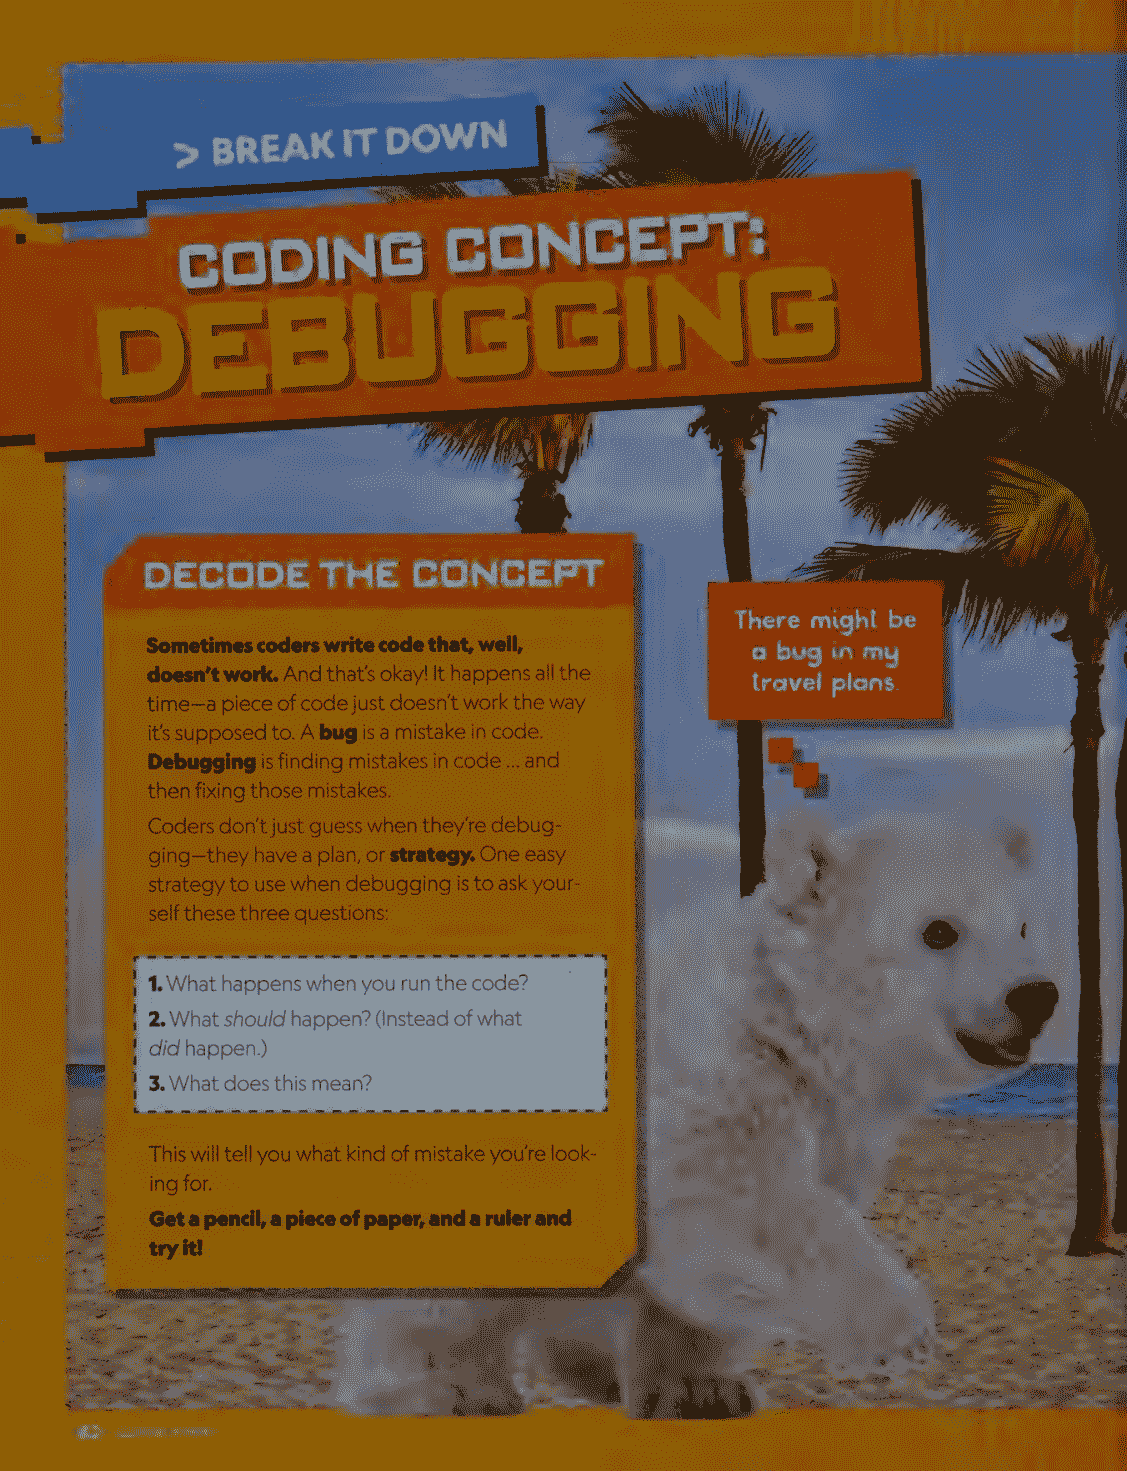 > BREAK IT DOWN
CODING CONCEPT:
DEBUGGING
DECODE THE CONCEPT
Sometimes coders write code that, well,
doesn't work. And that's okay! It happens all the
time—a piece of code just doesn't work the way
it's supposed to. A bug is a mistake in code.
Debugging is finding mistakes in code ... and
then fixing those mistakes.
Coders don't just guess when they're debug-
ging—they have a plan, or strategy. One easy
strategy to use when debugging is to ask your-
self these three questions:
1. What happens when you run the code?
2. What should happen? (Instead of what
did happen.)
3. What does this mean?
This will tell you what kind of mistake you're look-
ing for.
Get a pencil, a piece of paper, and a ruler and
try it!
There might be
a bug in my
travel plans.